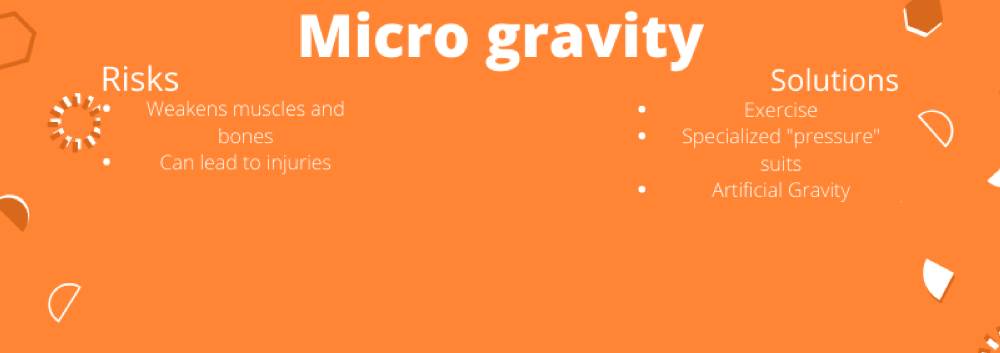 Micro gravity
Risks
• Weakens muscles and
bones
• Can lead to injuries
Solutions
• Exercise
• Specialized "pressure"
suits
• Artificial Gravity